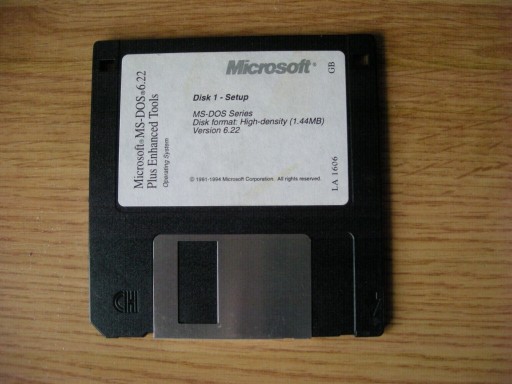 Microsoft®
GB
Disk 1 - Setup
MS-DOS Series
Disk format: High-density (1.44MB)
Version 6.22
© 1981-1994 Microsoft Corporation. All rights reserved.
LA 1606
Microsoft® MS-DOS® 6.22
Plus Enhanced Tools
Operating System